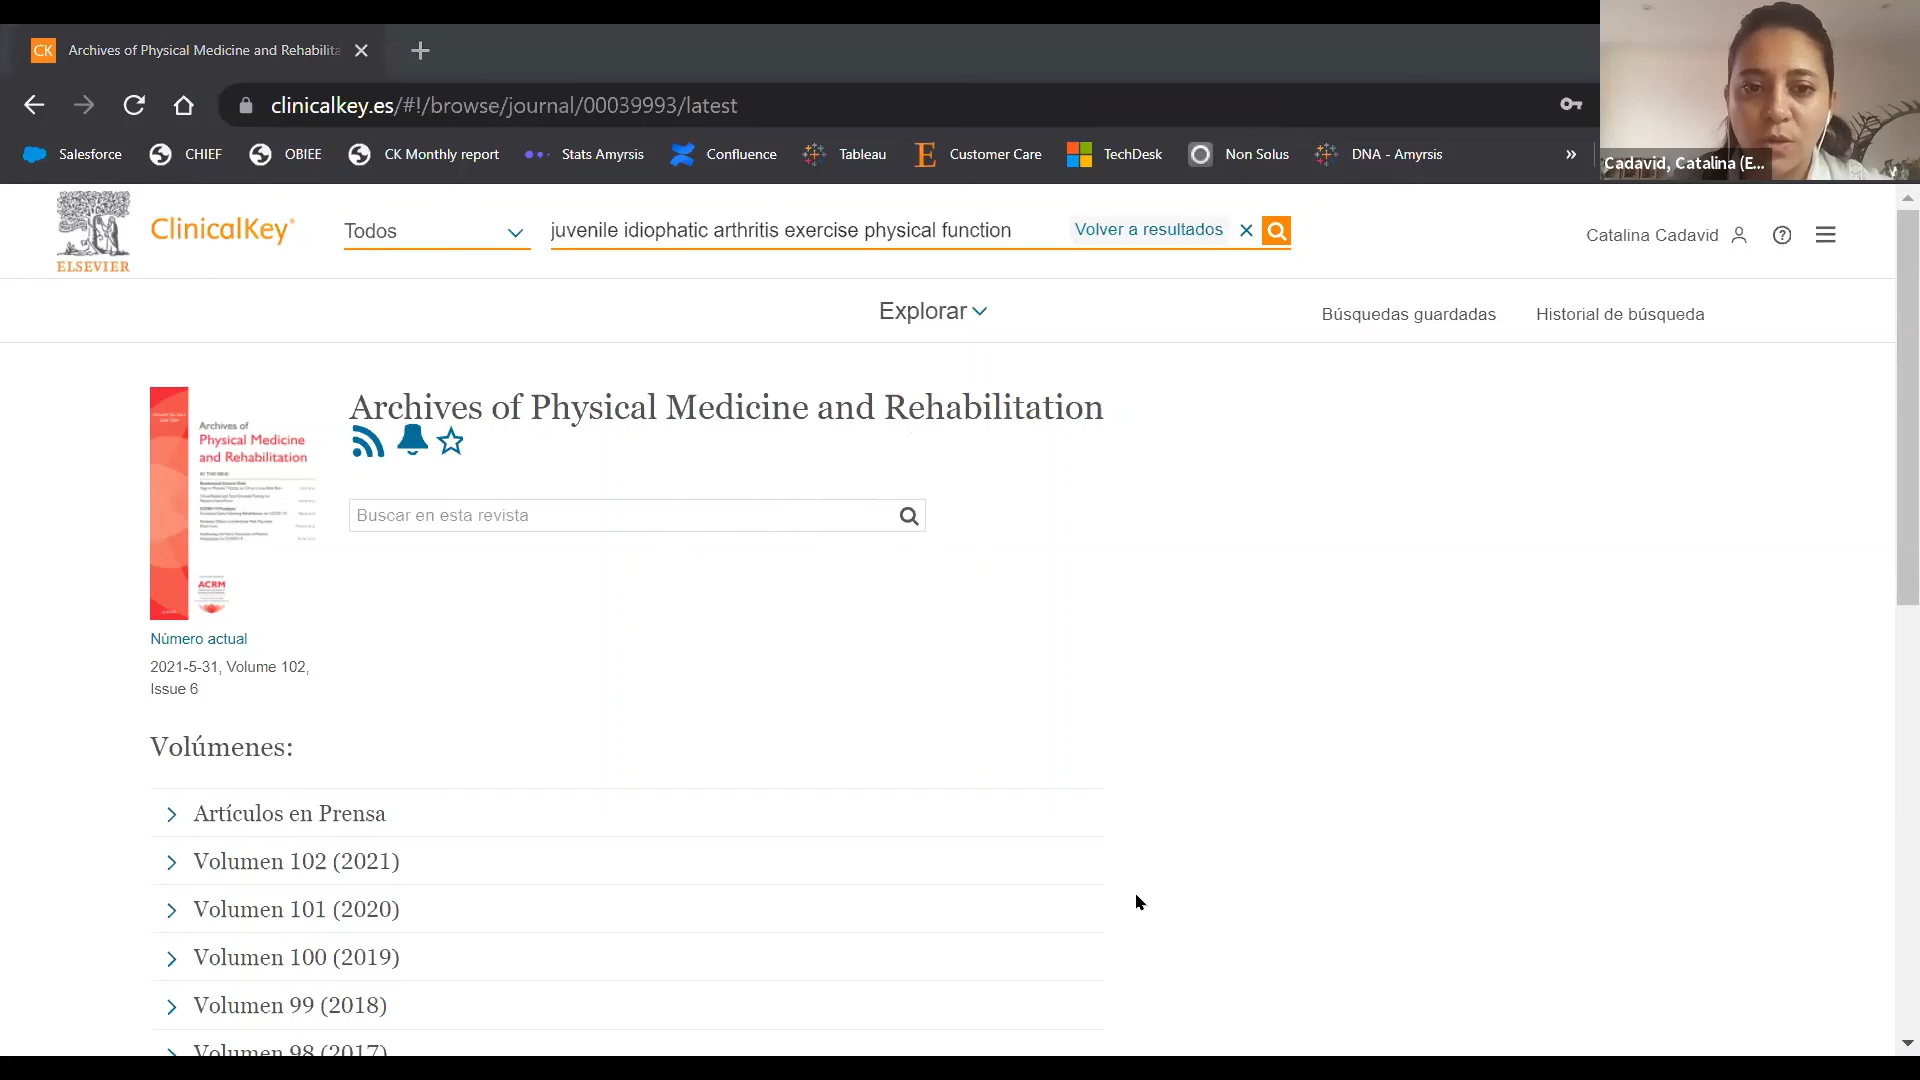 CK Archives of Physical Medicine and Rehabilita
clinicalkey.es/#!/browse/journal/00039993/latest
Salesforce CHIEF OBIEE CK Monthly report Stats Amyrsis Confluence Tableau Customer Care TechDesk Non Solus DNA - Amyrsis »
Cadavid, Catalina (E...
ELSEVIER
ClinicalKey®
Todos
juvenile idiophatic arthritis exercise physical function
Volver a resultados
Catalina Cadavid
Explorar
Búsquedas guardadas
Historial de búsqueda
Archives of
Physical Medicine
and Rehabilitation
ACRM
Archives of Physical Medicine and Rehabilitation
Buscar en esta revista
Número actual
2021-5-31, Volume 102,
Issue 6
Volúmenes:
Artículos en Prensa
Volumen 102 (2021)
Volumen 101 (2020)
Volumen 100 (2019)
Volumen 99 (2018)
Volumen 98 (2017)